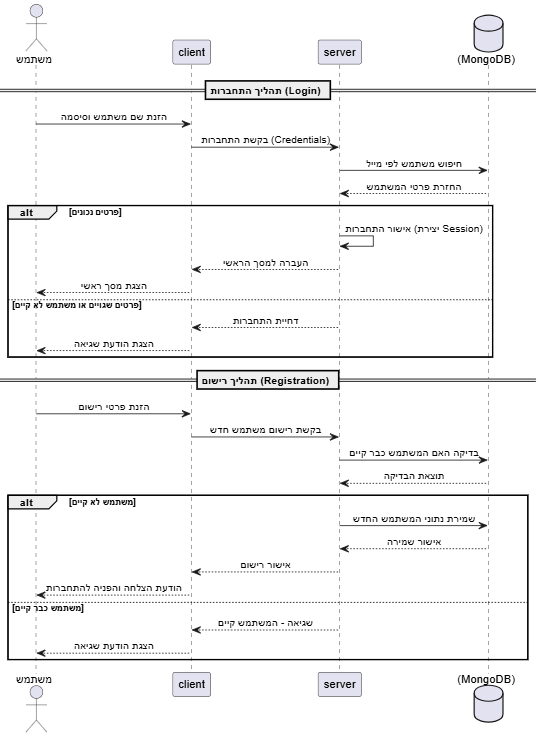 משתמש
client
server
(MongoDB)
תהליך התחברות (Login)
הזנת שם משתמש וסיסמה
בקשת התחברות (Credentials)
חיפוש משתמש לפי מייל
החזרת פרטי המשתמש
alt [פרטים נכונים]
אישור התחברות (יצירת Session)
העברה למסך הראשי
הצגת מסך ראשי
[פרטים שגויים או משתמש לא קיים]
דחיית התחברות
הצגת הודעת שגיאה
תהליך רישום (Registration)
הזנת פרטי רישום
בקשת רישום משתמש חדש
בדיקה האם המשתמש כבר קיים
תוצאת הבדיקה
alt [משתמש לא קיים]
שמירת נתוני המשתמש החדש
אישור שמירה
אישור רישום
הודעת הצלחה והפניה להתחברות
[משתמש כבר קיים]
שגיאה - המשתמש קיים
הצגת הודעת שגיאה
משתמש
client
server
(MongoDB)